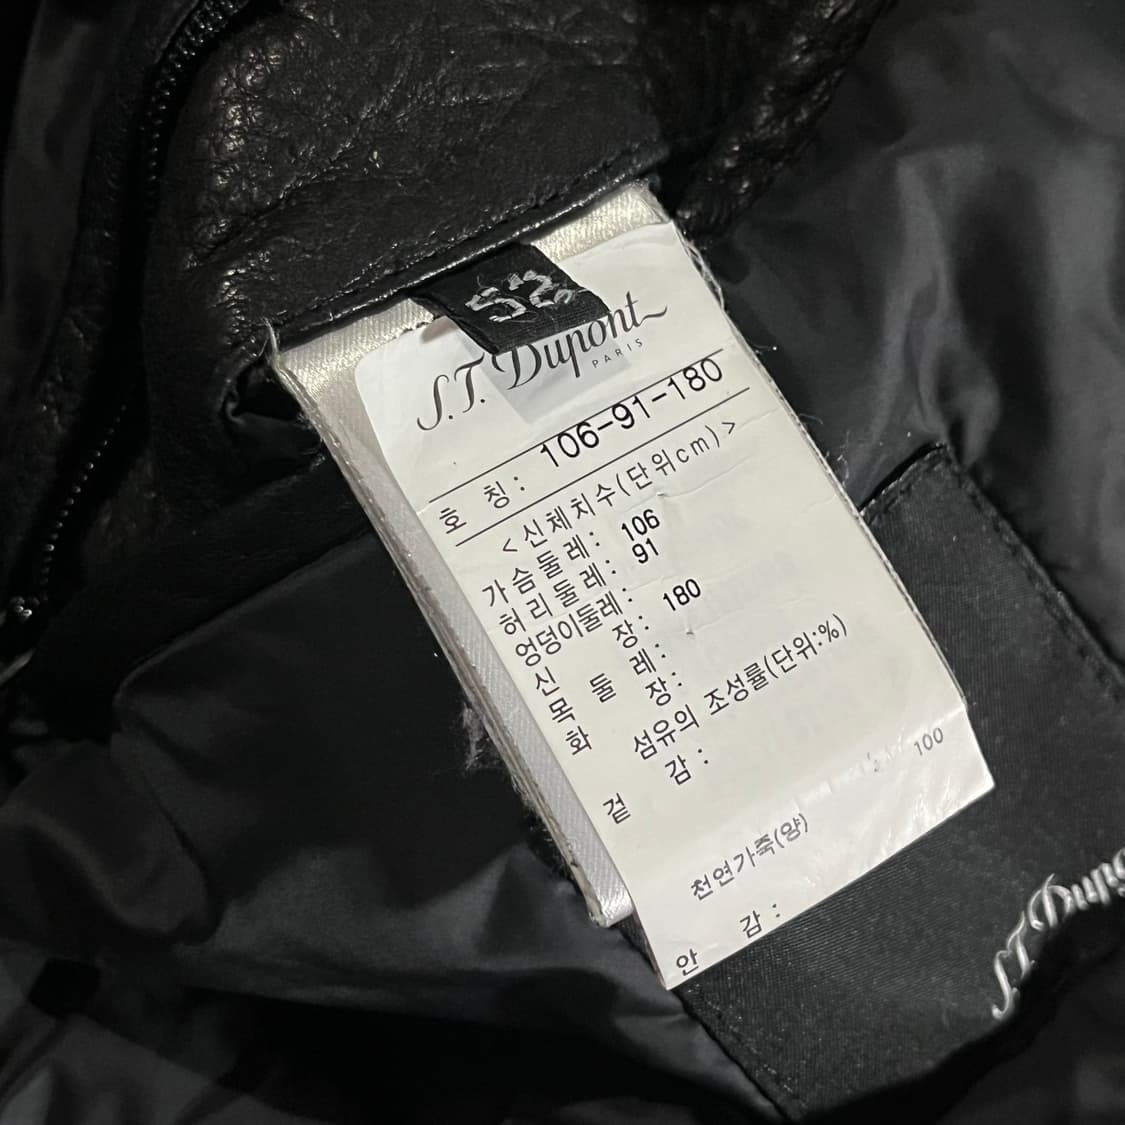 52
S.T. Dupont
PARIS
호 칭: 106-91-180
<신체치수(단위cm)>
가슴둘레: 106
허리둘레: 91
엉덩이둘레:
신 장: 180
목 둘 레:
화 장:
섬유의 조성률(단위:%)
겉 감:
100
천연가죽(양)
안 감:
S.T. Dupont